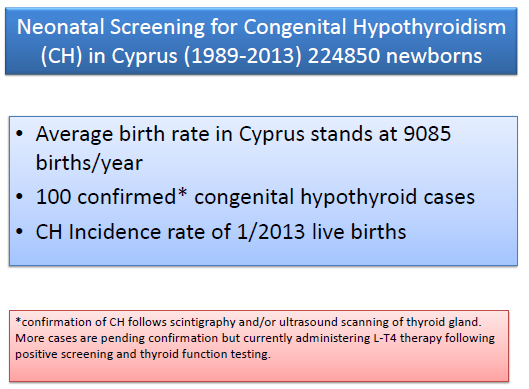 Neonatal Screening for Congenital Hypothyroidism
(CH) in Cyprus (1989-2013) 224850 newborns
• Average birth rate in Cyprus stands at 9085
births/year
• 100 confirmed* congenital hypothyroid cases
• CH Incidence rate of 1/2013 live births
*confirmation of CH follows scintigraphy and/or ultrasound scanning of thyroid gland.
More cases are pending confirmation but currently administering L-T4 therapy following
positive screening and thyroid function testing.